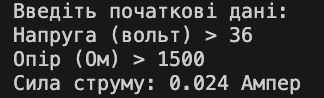 Введіть початкові дані:
Напруга (вольт) > 36
Опір (Ом) > 1500
Сила струму: 0.024 Ампер